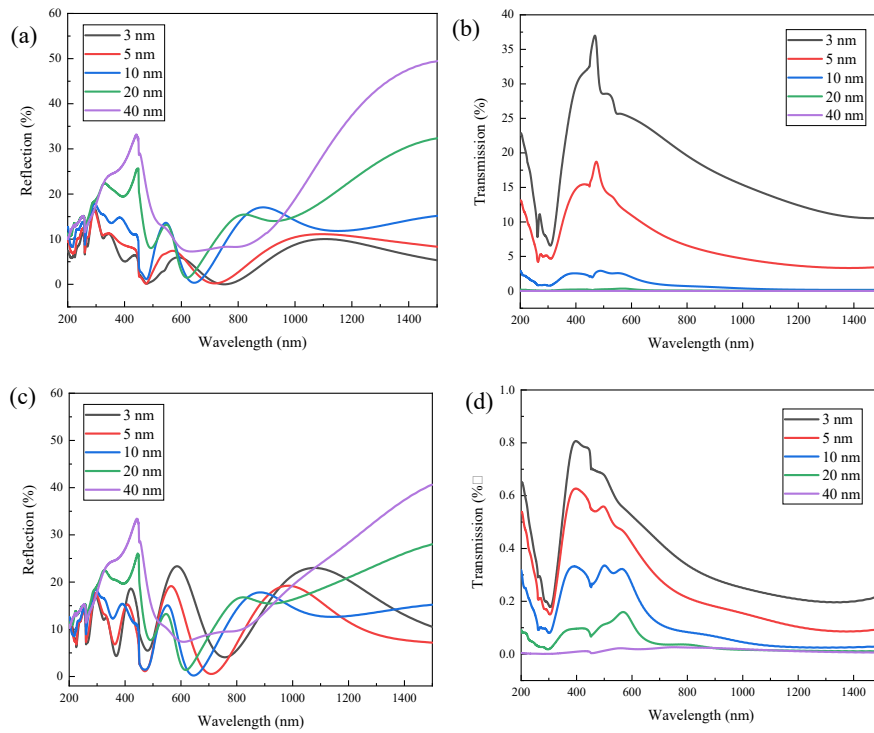 (a)
60
50
40
30
20
10
0
Reflection (%)
3 nm
5 nm
10 nm
20 nm
40 nm
200 400 600 800 1000 1200 1400
Wavelength (nm)
(b)
40
35
30
25
20
15
10
5
0
Transmission (%)
3 nm
5 nm
10 nm
20 nm
40 nm
200 400 600 800 1000 1200 1400
Wavelength (nm)
(c)
60
50
40
30
20
10
0
Reflection (%)
3 nm
5 nm
10 nm
20 nm
40 nm
200 400 600 800 1000 1200 1400
Wavelength (nm)
(d)
1.0
0.8
0.6
0.4
0.2
0.0
Transmission (%□
3 nm
5 nm
10 nm
20 nm
40 nm
200 400 600 800 1000 1200 1400
Wavelength (nm)